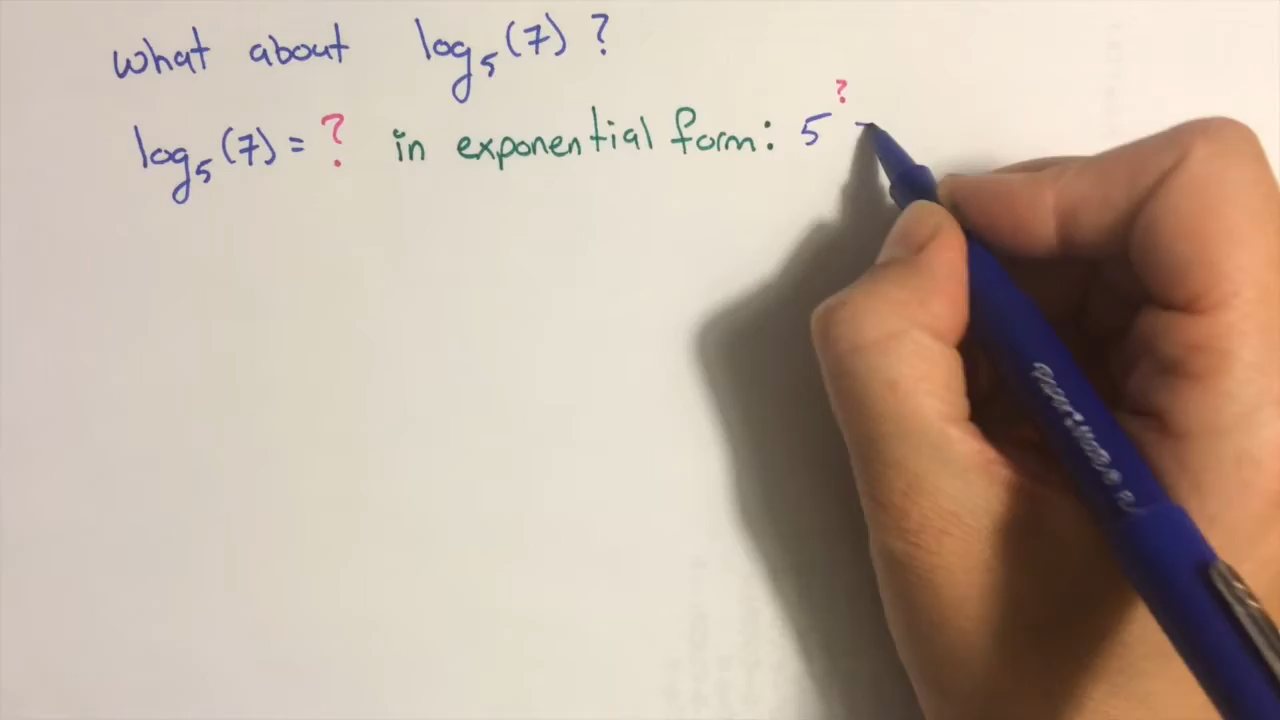 what about log₅(7)?
log₅(7) = ? in exponential form: 5^?